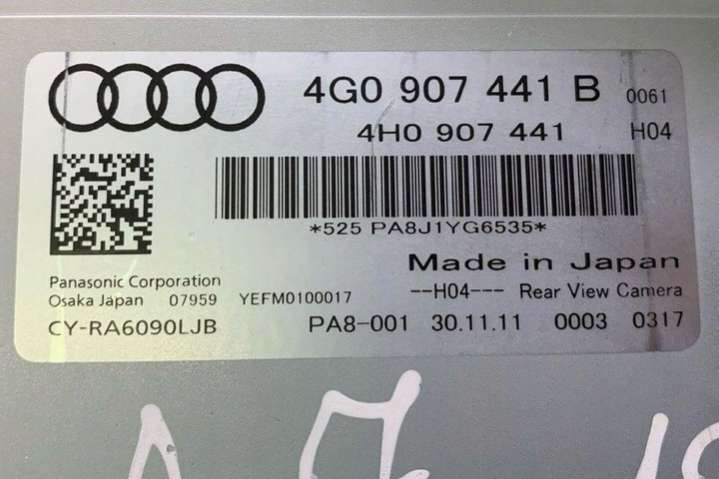 4G0 907 441 B 0061
4H0 907 441 H04
*525 PA8J1YG6535*
Made in Japan
Panasonic Corporation
Osaka Japan 07959 YEFM0100017 --H04--- Rear View Camera
CY-RA6090LJB PA8-001 30.11.11 0003 0317